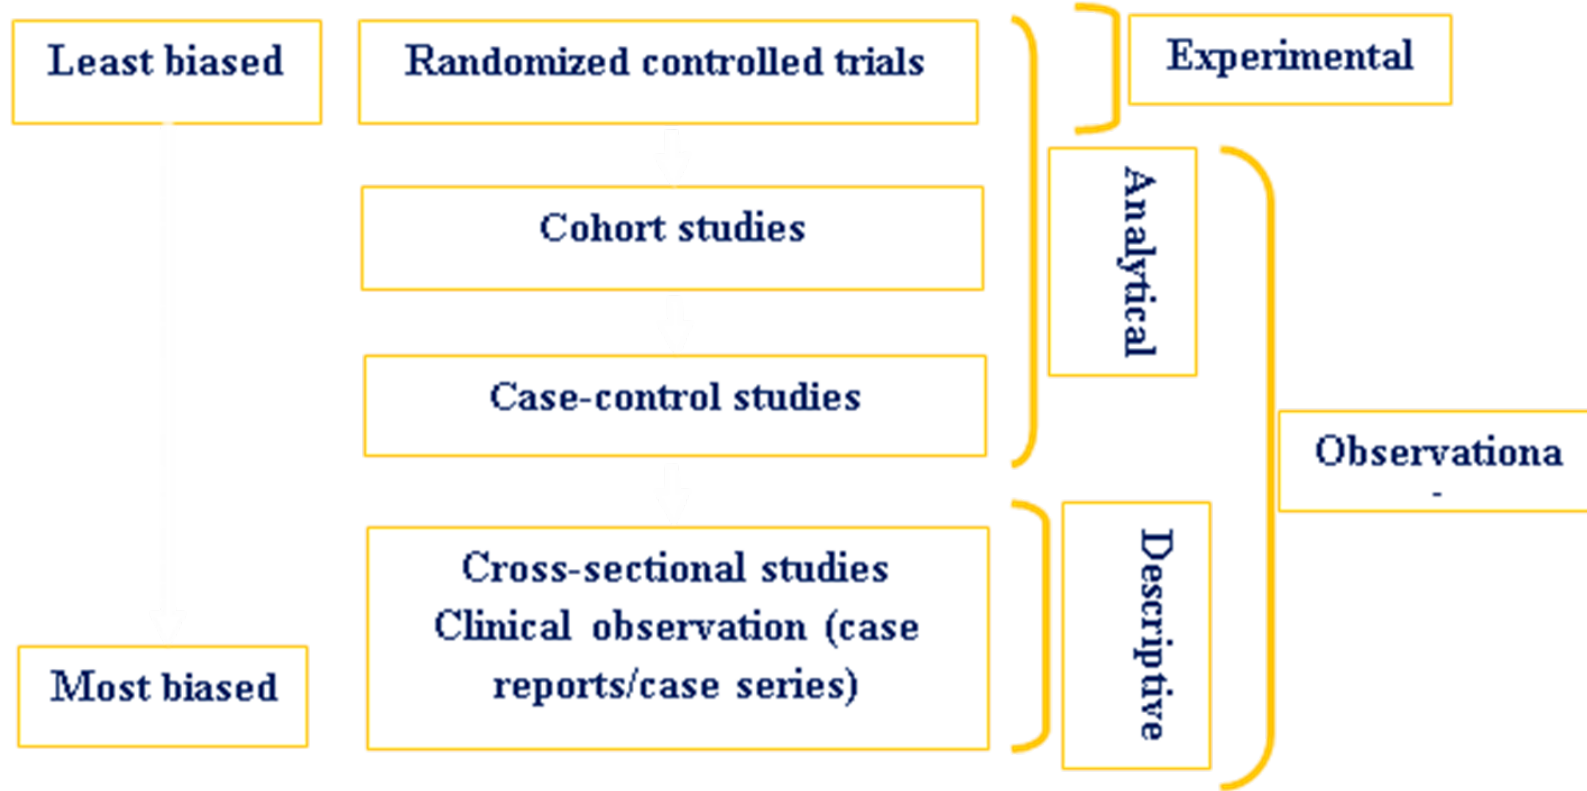 Least biased
Randomized controlled trials
Experimental
Cohort studies
Analytical
Case-control studies
Observationa
Cross-sectional studies
Clinical observation (case
reports/case series)
Descriptive
Most biased